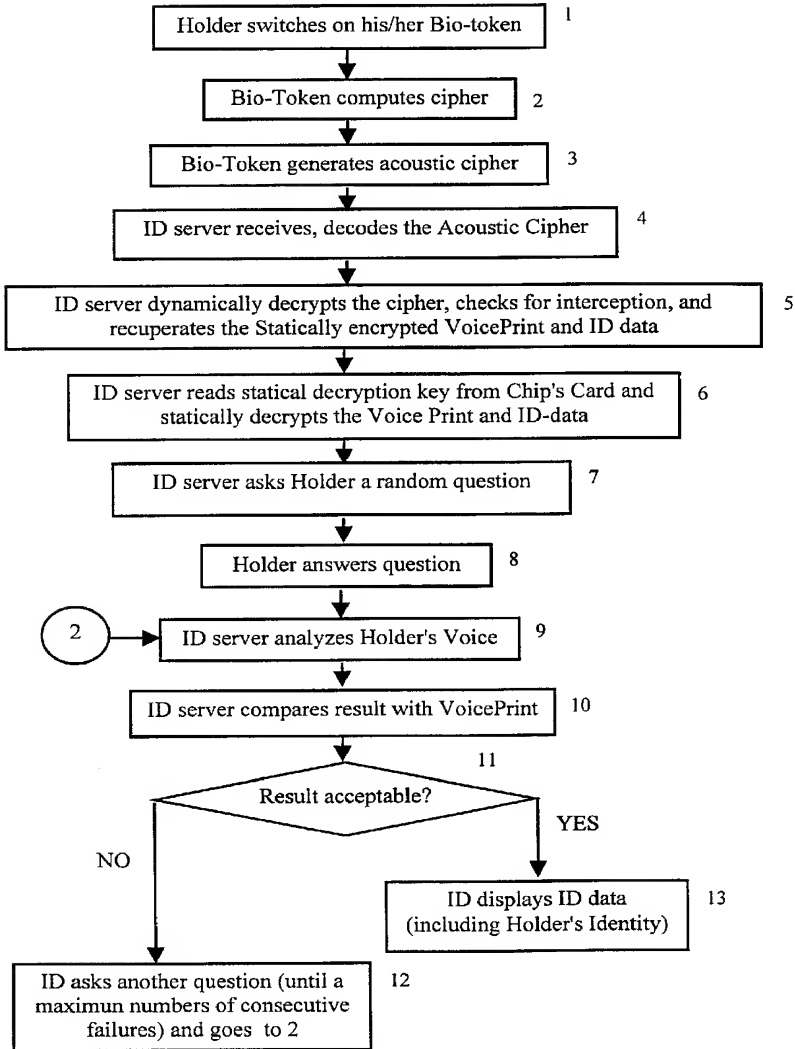 Holder switches on his/her Bio-token
1
Bio-Token computes cipher
2
Bio-Token generates acoustic cipher
3
ID server receives, decodes the Acoustic Cipher
4
ID server dynamically decrypts the cipher, checks for interception, and
recuperates the Statically encrypted VoicePrint and ID data
5
ID server reads statical decryption key from Chip's Card and
statically decrypts the Voice Print and ID-data
6
ID server asks Holder a random question
7
Holder answers question
8
2
ID server analyzes Holder's Voice
9
ID server compares result with VoicePrint
10
11
Result acceptable?
YES
NO
ID displays ID data
(including Holder's Identity)
13
ID asks another question (until a
maximun numbers of consecutive
failures) and goes to 2
12